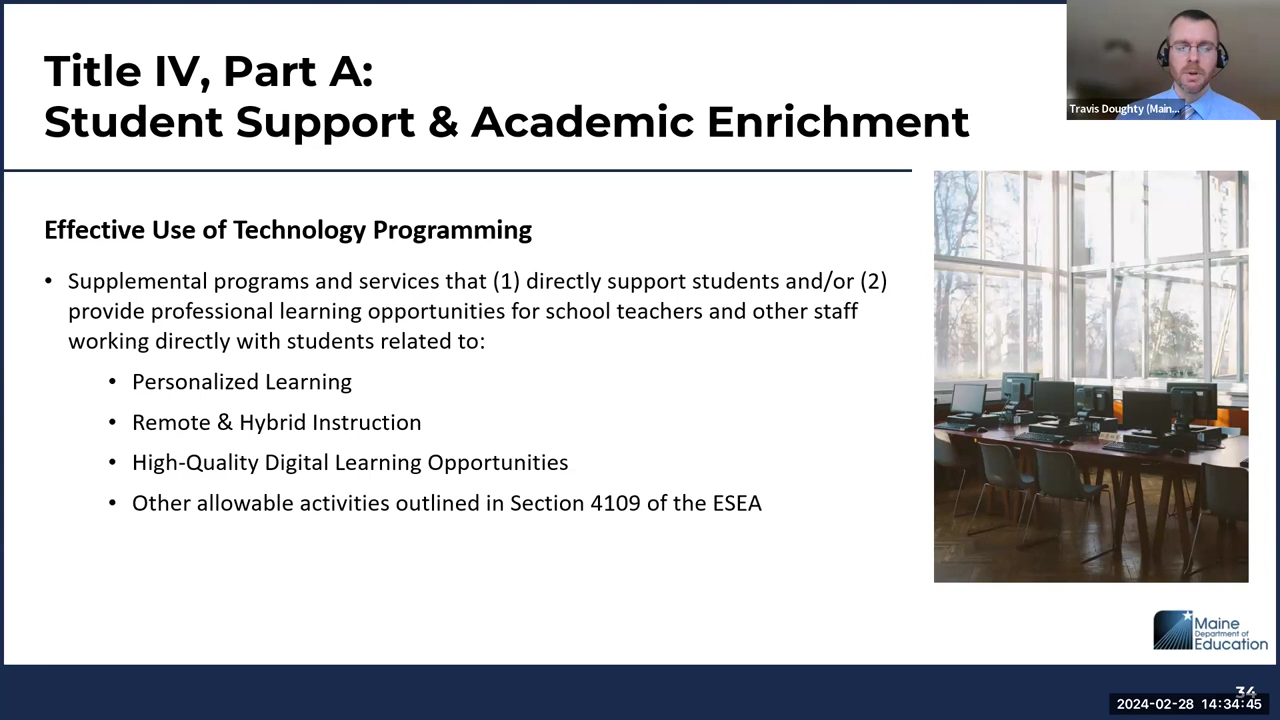 Title IV, Part A:
Student Support & Academic Enrichment
Travis Doughty (Main...
Effective Use of Technology Programming
• Supplemental programs and services that (1) directly support students and/or (2)
provide professional learning opportunities for school teachers and other staff
working directly with students related to:
• Personalized Learning
• Remote & Hybrid Instruction
• High-Quality Digital Learning Opportunities
• Other allowable activities outlined in Section 4109 of the ESEA
Maine
Department of
Education
34
2024-02-28 14:34:45